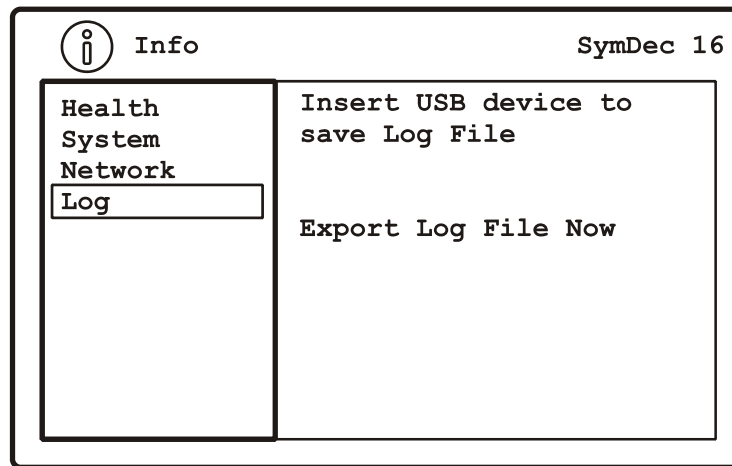 Info
SymDec 16
Health
System
Network
Log
Insert USB device to
save Log File
Export Log File Now